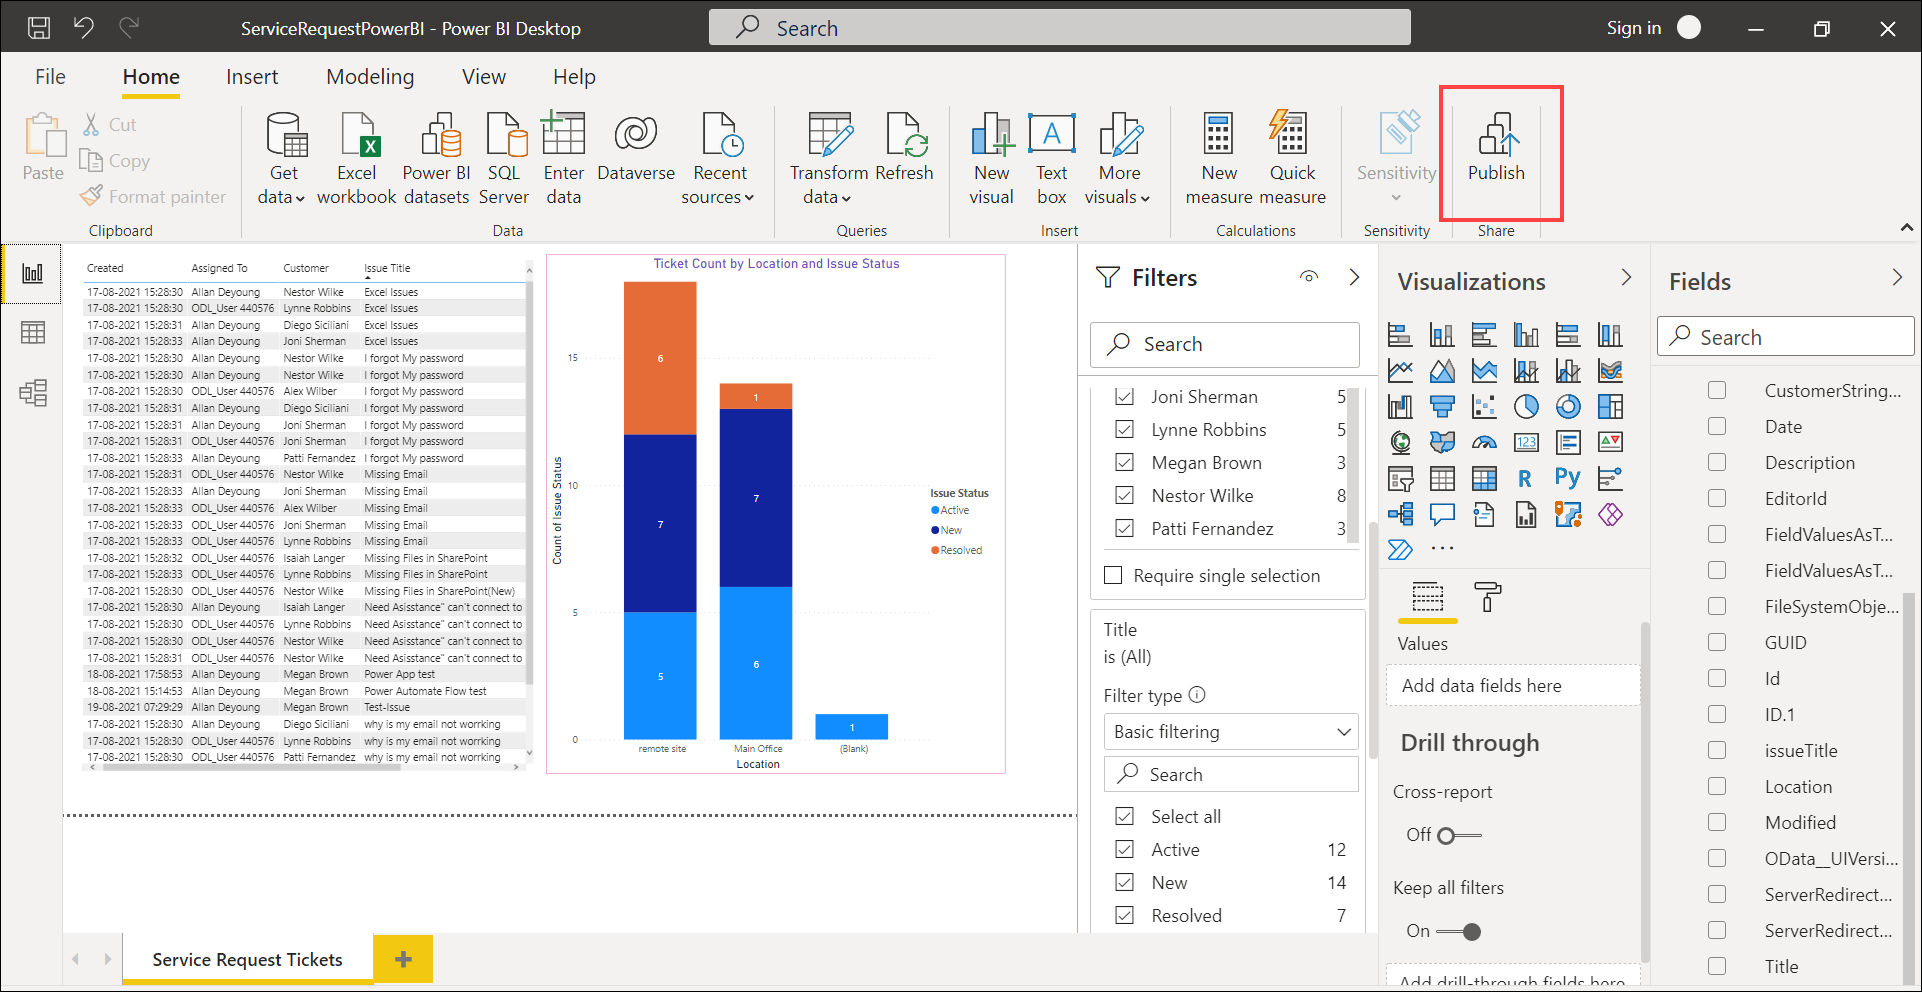 ServiceRequestPowerBI - Power BI Desktop
Search
Sign in
File Home Insert Modeling View Help
Paste
Cut
Copy
Format painter
Clipboard
Get data
Excel workbook
Power BI datasets
SQL Server
Enter data
Dataverse
Recent sources
Data
Transform data
Refresh
Queries
New visual
Text box
More visuals
Insert
New measure
Quick measure
Calculations
Sensitivity
Sensitivity
Publish
Share
Created Assigned To Customer Issue Title
17-08-2021 15:28:30 Allan Deyoung Nestor Wilke Excel Issues
17-08-2021 15:28:30 ODL_User 440576 Lynne Robbins Excel Issues
17-08-2021 15:28:31 Allan Deyoung Diego Siciliani Excel Issues
17-08-2021 15:28:33 Allan Deyoung Joni Sherman Excel Issues
17-08-2021 15:28:30 Allan Deyoung Nestor Wilke I forgot My password
17-08-2021 15:28:30 Allan Deyoung Nestor Wilke I forgot My password
17-08-2021 15:28:30 ODL_User 440576 Alex Wilber I forgot My password
17-08-2021 15:28:31 Allan Deyoung Diego Siciliani I forgot My password
17-08-2021 15:28:31 Allan Deyoung Joni Sherman I forgot My password
17-08-2021 15:28:31 ODL_User 440576 Joni Sherman I forgot My password
17-08-2021 15:28:33 Allan Deyoung Patti Fernandez I forgot My password
17-08-2021 15:28:31 ODL_User 440576 Nestor Wilke Missing Email
17-08-2021 15:28:33 Allan Deyoung Joni Sherman Missing Email
17-08-2021 15:28:33 ODL_User 440576 Alex Wilber Missing Email
17-08-2021 15:28:33 ODL_User 440576 Joni Sherman Missing Email
17-08-2021 15:28:33 ODL_User 440576 Lynne Robbins Missing Email
17-08-2021 15:28:32 ODL_User 440576 Isaiah Langer Missing Files in SharePoint
17-08-2021 15:28:33 ODL_User 440576 Lynne Robbins Missing Files in SharePoint
17-08-2021 15:28:30 ODL_User 440576 Nestor Wilke Missing Files in SharePoint(New)
17-08-2021 15:28:30 Allan Deyoung Isaiah Langer Need Asisstance" can't connect to
17-08-2021 15:28:30 ODL_User 440576 Lynne Robbins Need Asisstance" can't connect to
17-08-2021 15:28:30 ODL_User 440576 Nestor Wilke Need Asisstance" can't connect to
17-08-2021 15:28:31 ODL_User 440576 Nestor Wilke Need Asisstance" can't connect to
18-08-2021 17:58:53 Allan Deyoung Megan Brown Power App test
18-08-2021 15:14:53 Allan Deyoung Megan Brown Power Automate Flow test
19-08-2021 07:29:29 Allan Deyoung Megan Brown Test-Issue
17-08-2021 15:28:30 Allan Deyoung Diego Siciliani why is my email not worrking
17-08-2021 15:28:30 ODL_User 440576 Lynne Robbins why is my email not worrking
17-08-2021 15:28:30 ODL_User 440576 Patti Fernandez why is my email not worrking
Ticket Count by Location and Issue Status
Count of Issue Status
15
10
5
0
6
7
5
1
7
6
1
remote site Main Office (Blank)
Location
Issue Status
Active
New
Resolved
Filters
Search
Joni Sherman 5
Lynne Robbins 5
Megan Brown 3
Nestor Wilke 8
Patti Fernandez 3
Require single selection
Title
is (All)
Filter type
Basic filtering
Search
Select all
Active 12
New 14
Resolved 7
Visualizations
123
R
Py
Values
Add data fields here
Drill through
Cross-report
Off
Keep all filters
On
Add drill-through fields here
Fields
Search
CustomerString...
Date
Description
EditorId
FieldValuesAsT...
FieldValuesAsT...
FileSystemObje...
GUID
Id
ID.1
issueTitle
Location
Modified
OData__UIVersi...
ServerRedirect...
ServerRedirect...
Title
Service Request Tickets